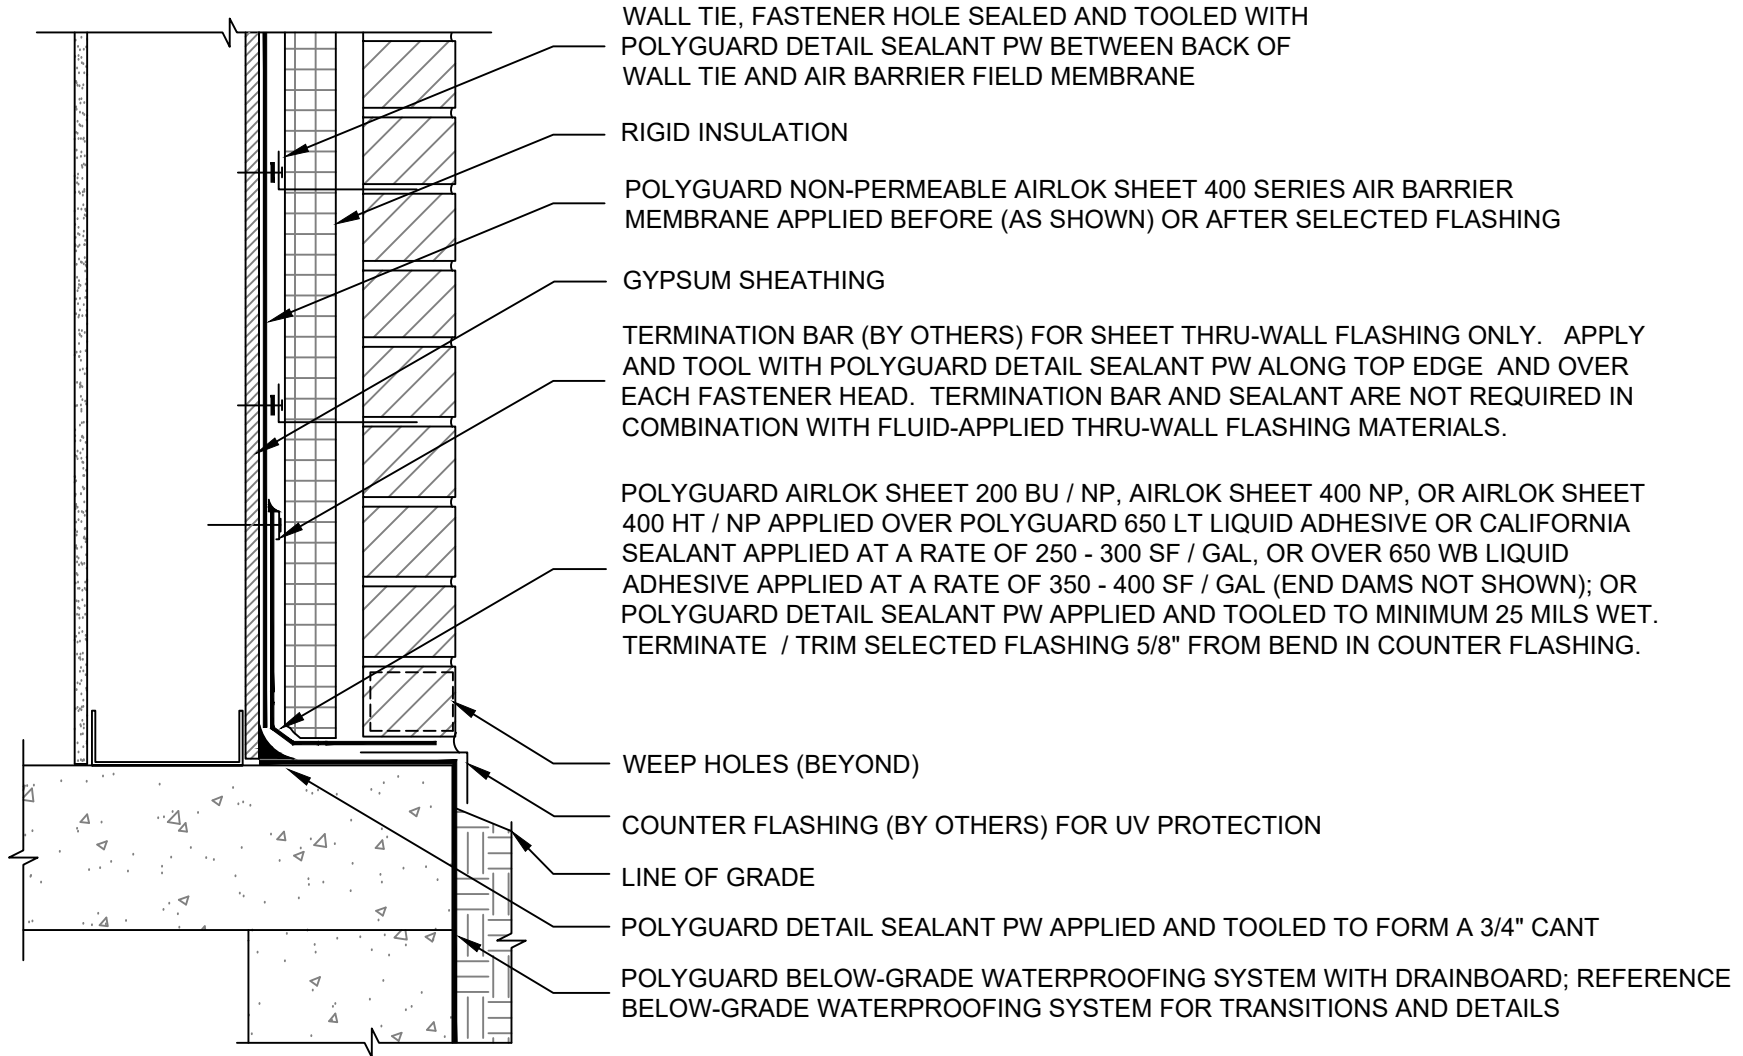 WALL TIE, FASTENER HOLE SEALED AND TOOLED WITH
POLYGUARD DETAIL SEALANT PW BETWEEN BACK OF
WALL TIE AND AIR BARRIER FIELD MEMBRANE
RIGID INSULATION
POLYGUARD NON-PERMEABLE AIRLOK SHEET 400 SERIES AIR BARRIER
MEMBRANE APPLIED BEFORE (AS SHOWN) OR AFTER SELECTED FLASHING
GYPSUM SHEATHING
TERMINATION BAR (BY OTHERS) FOR SHEET THRU-WALL FLASHING ONLY. APPLY
AND TOOL WITH POLYGUARD DETAIL SEALANT PW ALONG TOP EDGE AND OVER
EACH FASTENER HEAD. TERMINATION BAR AND SEALANT ARE NOT REQUIRED IN
COMBINATION WITH FLUID-APPLIED THRU-WALL FLASHING MATERIALS.
POLYGUARD AIRLOK SHEET 200 BU / NP, AIRLOK SHEET 400 NP, OR AIRLOK SHEET
400 HT / NP APPLIED OVER POLYGUARD 650 LT LIQUID ADHESIVE OR CALIFORNIA
SEALANT APPLIED AT A RATE OF 250 - 300 SF / GAL, OR OVER 650 WB LIQUID
ADHESIVE APPLIED AT A RATE OF 350 - 400 SF / GAL (END DAMS NOT SHOWN); OR
POLYGUARD DETAIL SEALANT PW APPLIED AND TOOLED TO MINIMUM 25 MILS WET.
TERMINATE / TRIM SELECTED FLASHING 5/8" FROM BEND IN COUNTER FLASHING.
WEEP HOLES (BEYOND)
COUNTER FLASHING (BY OTHERS) FOR UV PROTECTION
LINE OF GRADE
POLYGUARD DETAIL SEALANT PW APPLIED AND TOOLED TO FORM A 3/4" CANT
POLYGUARD BELOW-GRADE WATERPROOFING SYSTEM WITH DRAINBOARD; REFERENCE
BELOW-GRADE WATERPROOFING SYSTEM FOR TRANSITIONS AND DETAILS